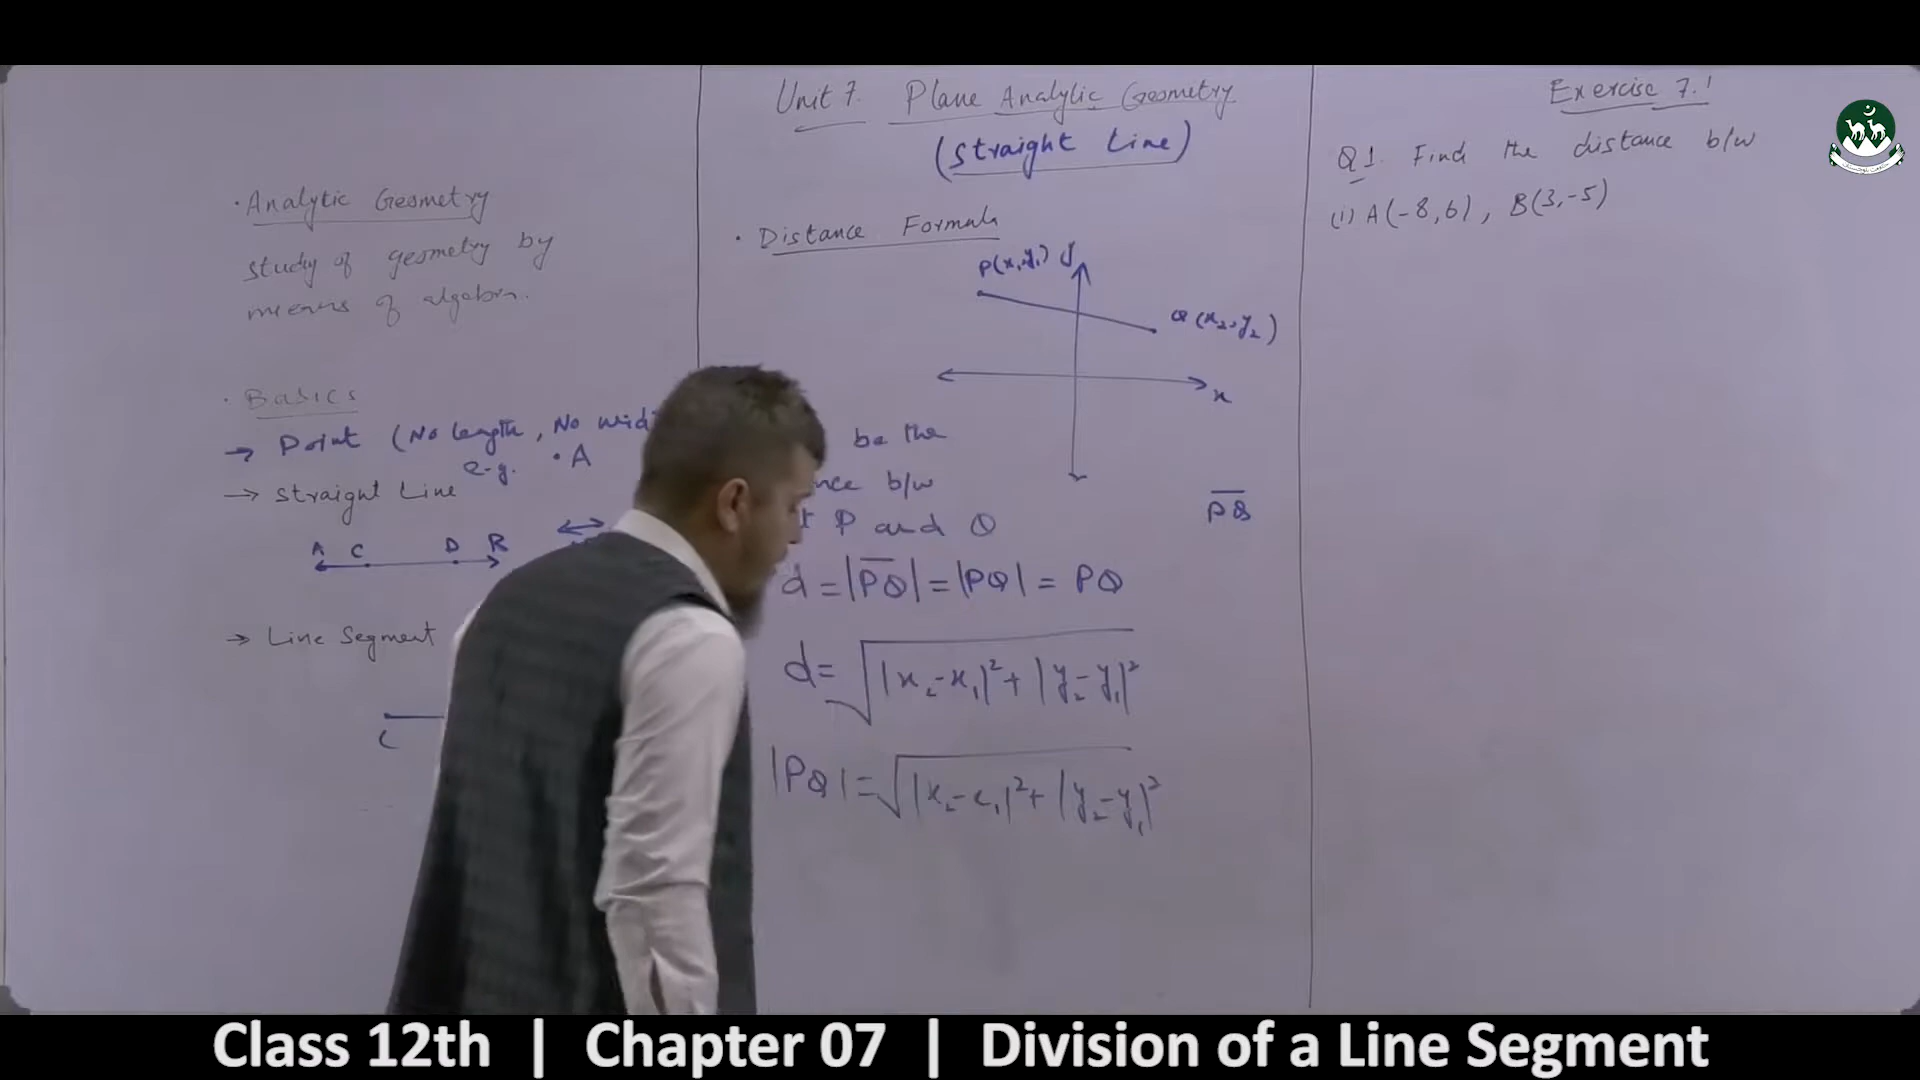 Unit 7. Plane Analytic Geometry
(straight Line)
· Analytic Geometry
study of geometry by
means of algebra.
· Basics
→ Point (No length, No wid
e-g. · A
→ straight Line
A C D B
→ Line Segment
C
· Distance Formula
P(x₁,y₁) y
Q(x₂,y₂)
x
be the
nce b/w
t P and Q
PQ
d = |PQ| = |PQ| = PQ
d = √|x₂-x₁|² + |y₂-y₁|²
|PQ| = √|x₂-x₁|² + |y₂-y₁|²
Exercise 7.1
Q1. Find the distance b/w
(i) A(-8,6), B(3,-5)
Class 12th | Chapter 07 | Division of a Line Segment